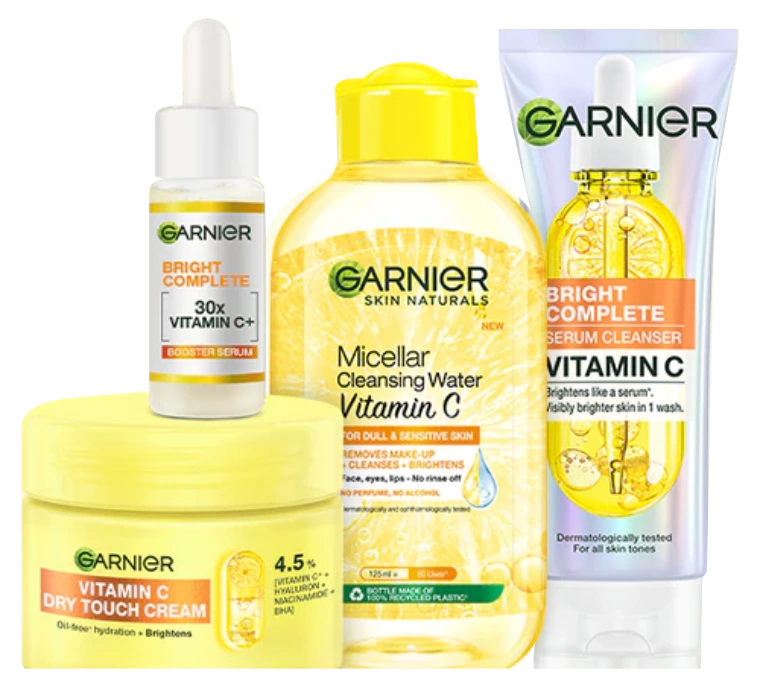 GARNIER
BRIGHT
COMPLETE
30x
VITAMIN C+
BOOSTER SERUM
GARNIER
VITAMIN C
DRY TOUCH CREAM
Oil-free* hydration + Brightens
4.5%
[VITAMIN C* +
HYALURON +
NIACINAMIDE +
BHA]
GARNIER
SKIN NATURALS
NEW
Micellar
Cleansing Water
Vitamin C
FOR DULL & SENSITIVE SKIN
REMOVES MAKE-UP
+ CLEANSES + BRIGHTENS
Face, eyes, lips - No rinse off
NO PERFUME, NO ALCOHOL
Dermatologically and ophthalmologically tested
125ml e
BOTTLE MADE OF
100% RECYCLED PLASTIC*
GARNIER
BRIGHT
COMPLETE
SERUM CLEANSER
VITAMIN C
Brightens like a serum*.
Visibly brighter skin in 1 wash.
Dermatologically tested
For all skin tones